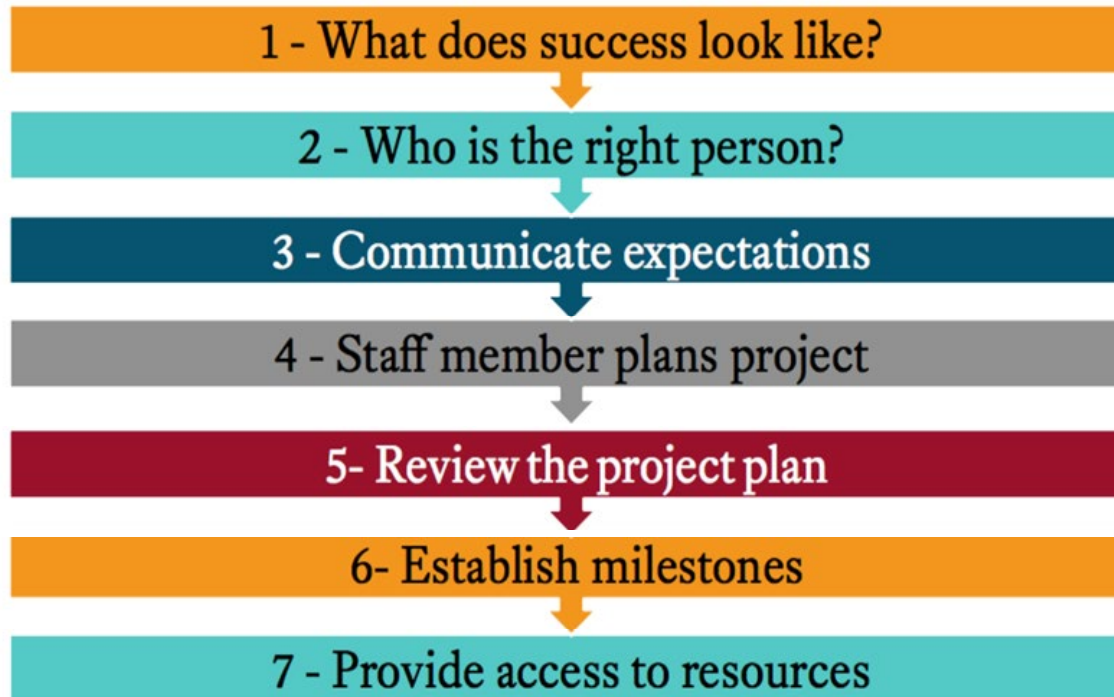 1 - What does success look like?
2 - Who is the right person?
3 - Communicate expectations
4 - Staff member plans project
5- Review the project plan
6- Establish milestones
7 - Provide access to resources